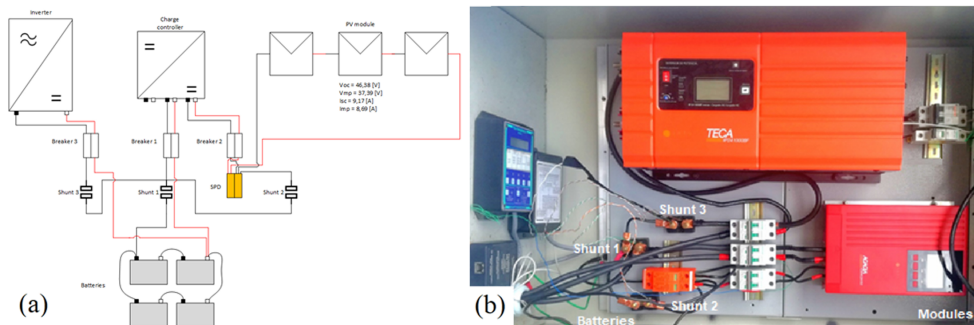 Inverter
Charge
controller
PV module
Voc = 46,58 [V]
Vmp = 37,39 [V]
Isc = 9,17 [A]
Imp = 8,69 [A]
Breaker 3
Breaker 1
Breaker 2
Shunt 3
Shunt 1
SPD
Shunt 2
Batteries
(a)
TECA
Shunt 3
Shunt 1
Shunt 2
Batteries
Modules
(b)